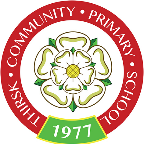 THIRSK • COMMUNITY • PRIMARY • SCHOOL
1977